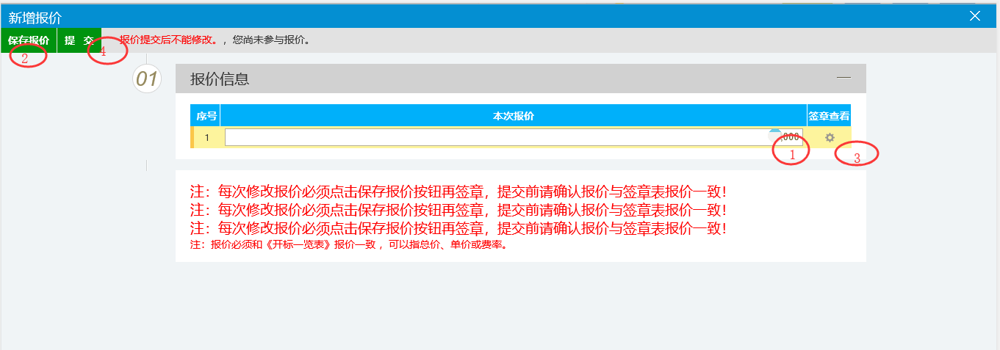 新增报价
保存报价 提 交 报价提交后不能修改。，您尚未参与报价。
2 4
01 报价信息
序号 本次报价 签章查看
1 ,000
1 3
注：每次修改报价必须点击保存报价按钮再签章，提交前请确认报价与签章表报价一致！
注：每次修改报价必须点击保存报价按钮再签章，提交前请确认报价与签章表报价一致！
注：每次修改报价必须点击保存报价按钮再签章，提交前请确认报价与签章表报价一致！
注：报价必须和《开标一览表》报价一致 ，可以指总价、单价或费率。